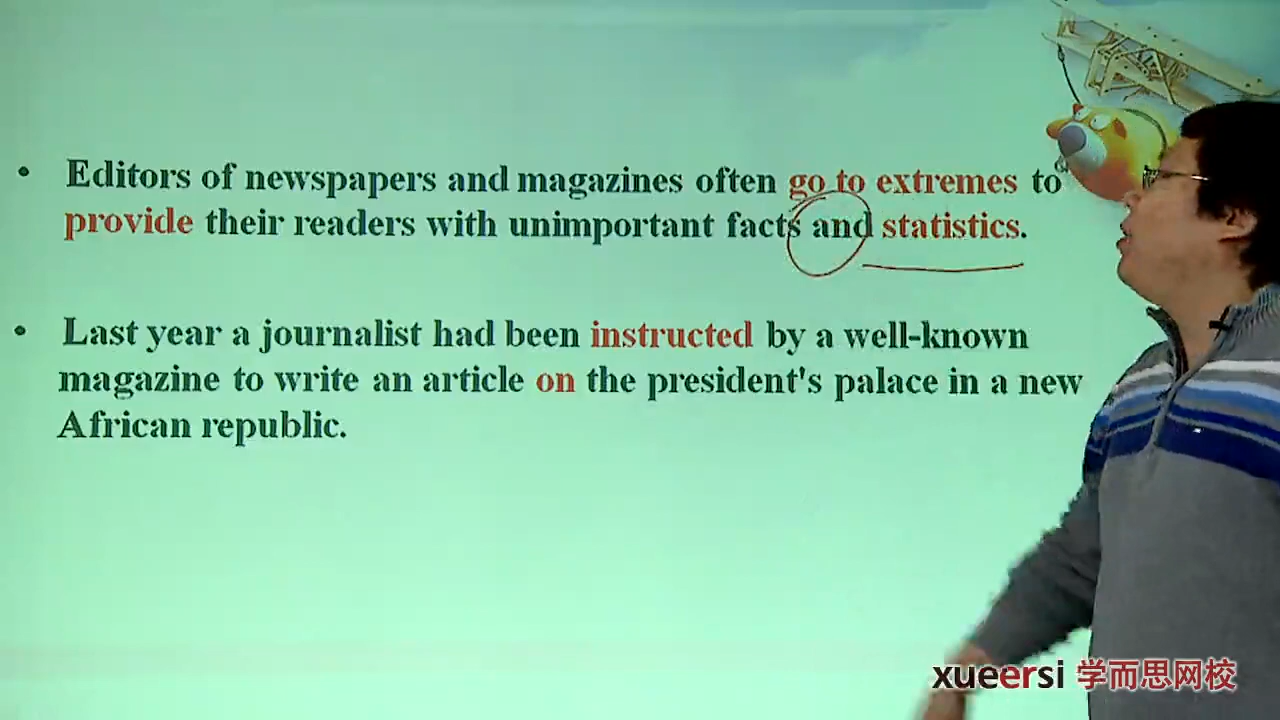 • Editors of newspapers and magazines often go to extremes to
provide their readers with unimportant facts and statistics.
• Last year a journalist had been instructed by a well-known
magazine to write an article on the president's palace in a new
African republic.
xueersi 学而思网校